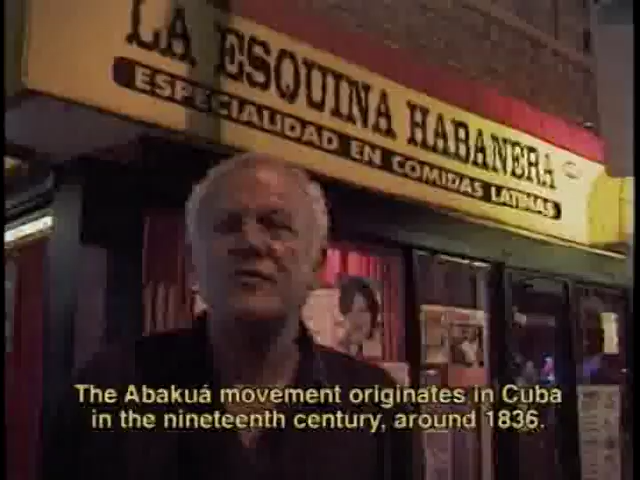 LA ESQUINA HABANERA
ESPECIALIDAD EN COMIDAS LATINAS
The Abakuá movement originates in Cuba
in the nineteenth century, around 1836.